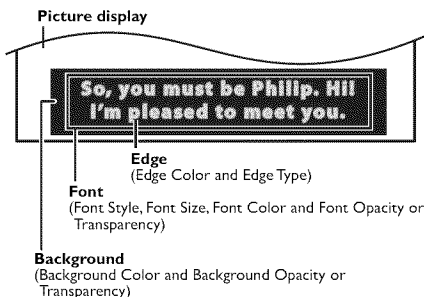 Picture display
So, you must be Philip. Hi!
I'm pleased to meet you.
Edge
(Edge Color and Edge Type)
Font
(Font Style, Font Size, Font Color and Font Opacity or
Transparency)
Background
(Background Color and Background Opacity or
Transparency)